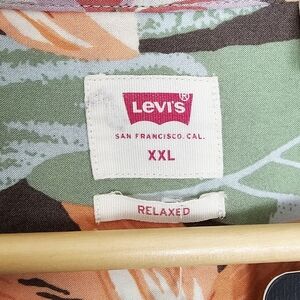 Levi's®
SAN FRANCISCO, CAL.
XXL
RELAXED